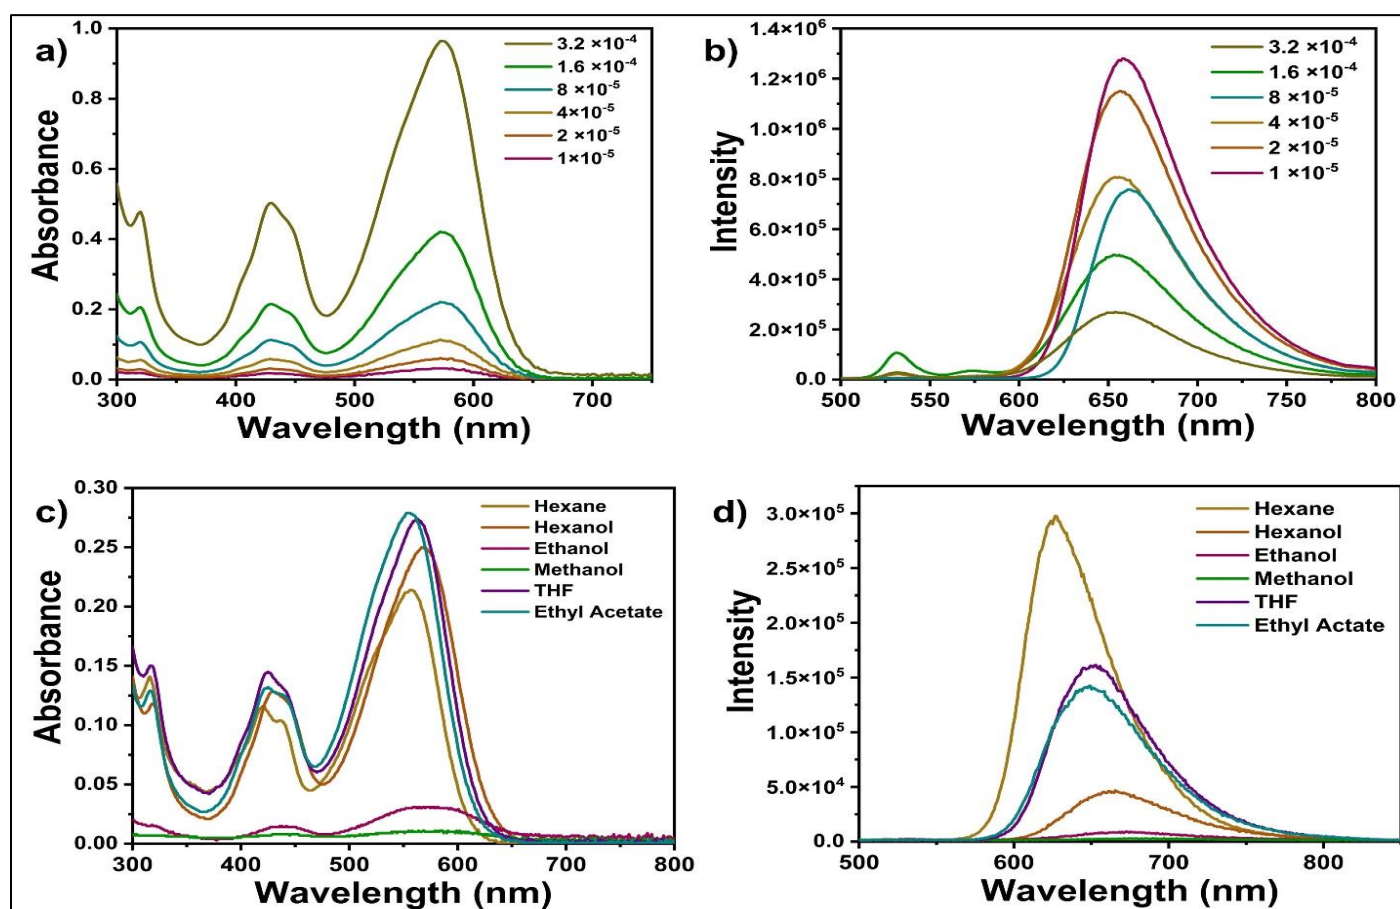 a)
1.0
0.8
0.6
0.4
0.2
0.0
Absorbance
3.2 ×10⁻⁴
1.6 ×10⁻⁴
8 ×10⁻⁵
4×10⁻⁵
2 ×10⁻⁵
1×10⁻⁵
300 400 500 600 700
Wavelength (nm)
b)
1.4×10⁶
1.2×10⁶
1.0×10⁶
8.0×10⁵
6.0×10⁵
4.0×10⁵
2.0×10⁵
0.0
Intensity
3.2 ×10⁻⁴
1.6 ×10⁻⁴
8 ×10⁻⁵
4 ×10⁻⁵
2 ×10⁻⁵
1 ×10⁻⁵
500 550 600 650 700 750 800
Wavelength (nm)
c)
0.30
0.25
0.20
0.15
0.10
0.05
0.00
Absorbance
Hexane
Hexanol
Ethanol
Methanol
THF
Ethyl Acetate
300 400 500 600 700 800
Wavelength (nm)
d)
3.0×10⁵
2.5×10⁵
2.0×10⁵
1.5×10⁵
1.0×10⁵
5.0×10⁴
0.0
Intensity
Hexane
Hexanol
Ethanol
Methanol
THF
Ethyl Actate
500 600 700 800
Wavelength (nm)